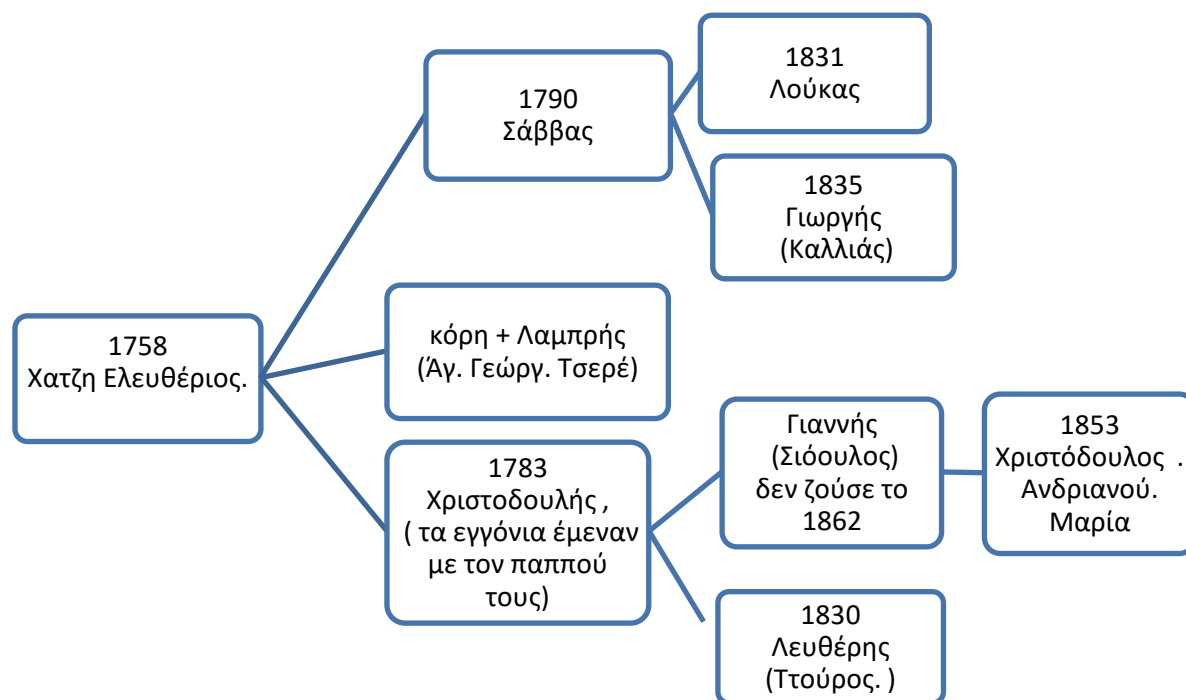 1758
Χατζη Ελευθέριος.
1790
Σάββας
1831
Λούκας
1835
Γιωργής
(Καλλιάς)
κόρη + Λαμπρής
(Άγ. Γεώργ. Τσερέ)
1783
Χριστοδουλής ,
( τα εγγόνια έμεναν
με τον παππού
τους)
Γιαννής
(Σιόουλος)
δεν ζούσε το
1862
1853
Χριστόδουλος .
Ανδριανού.
Μαρία
1830
Λευθέρης
(Ττούρος. )